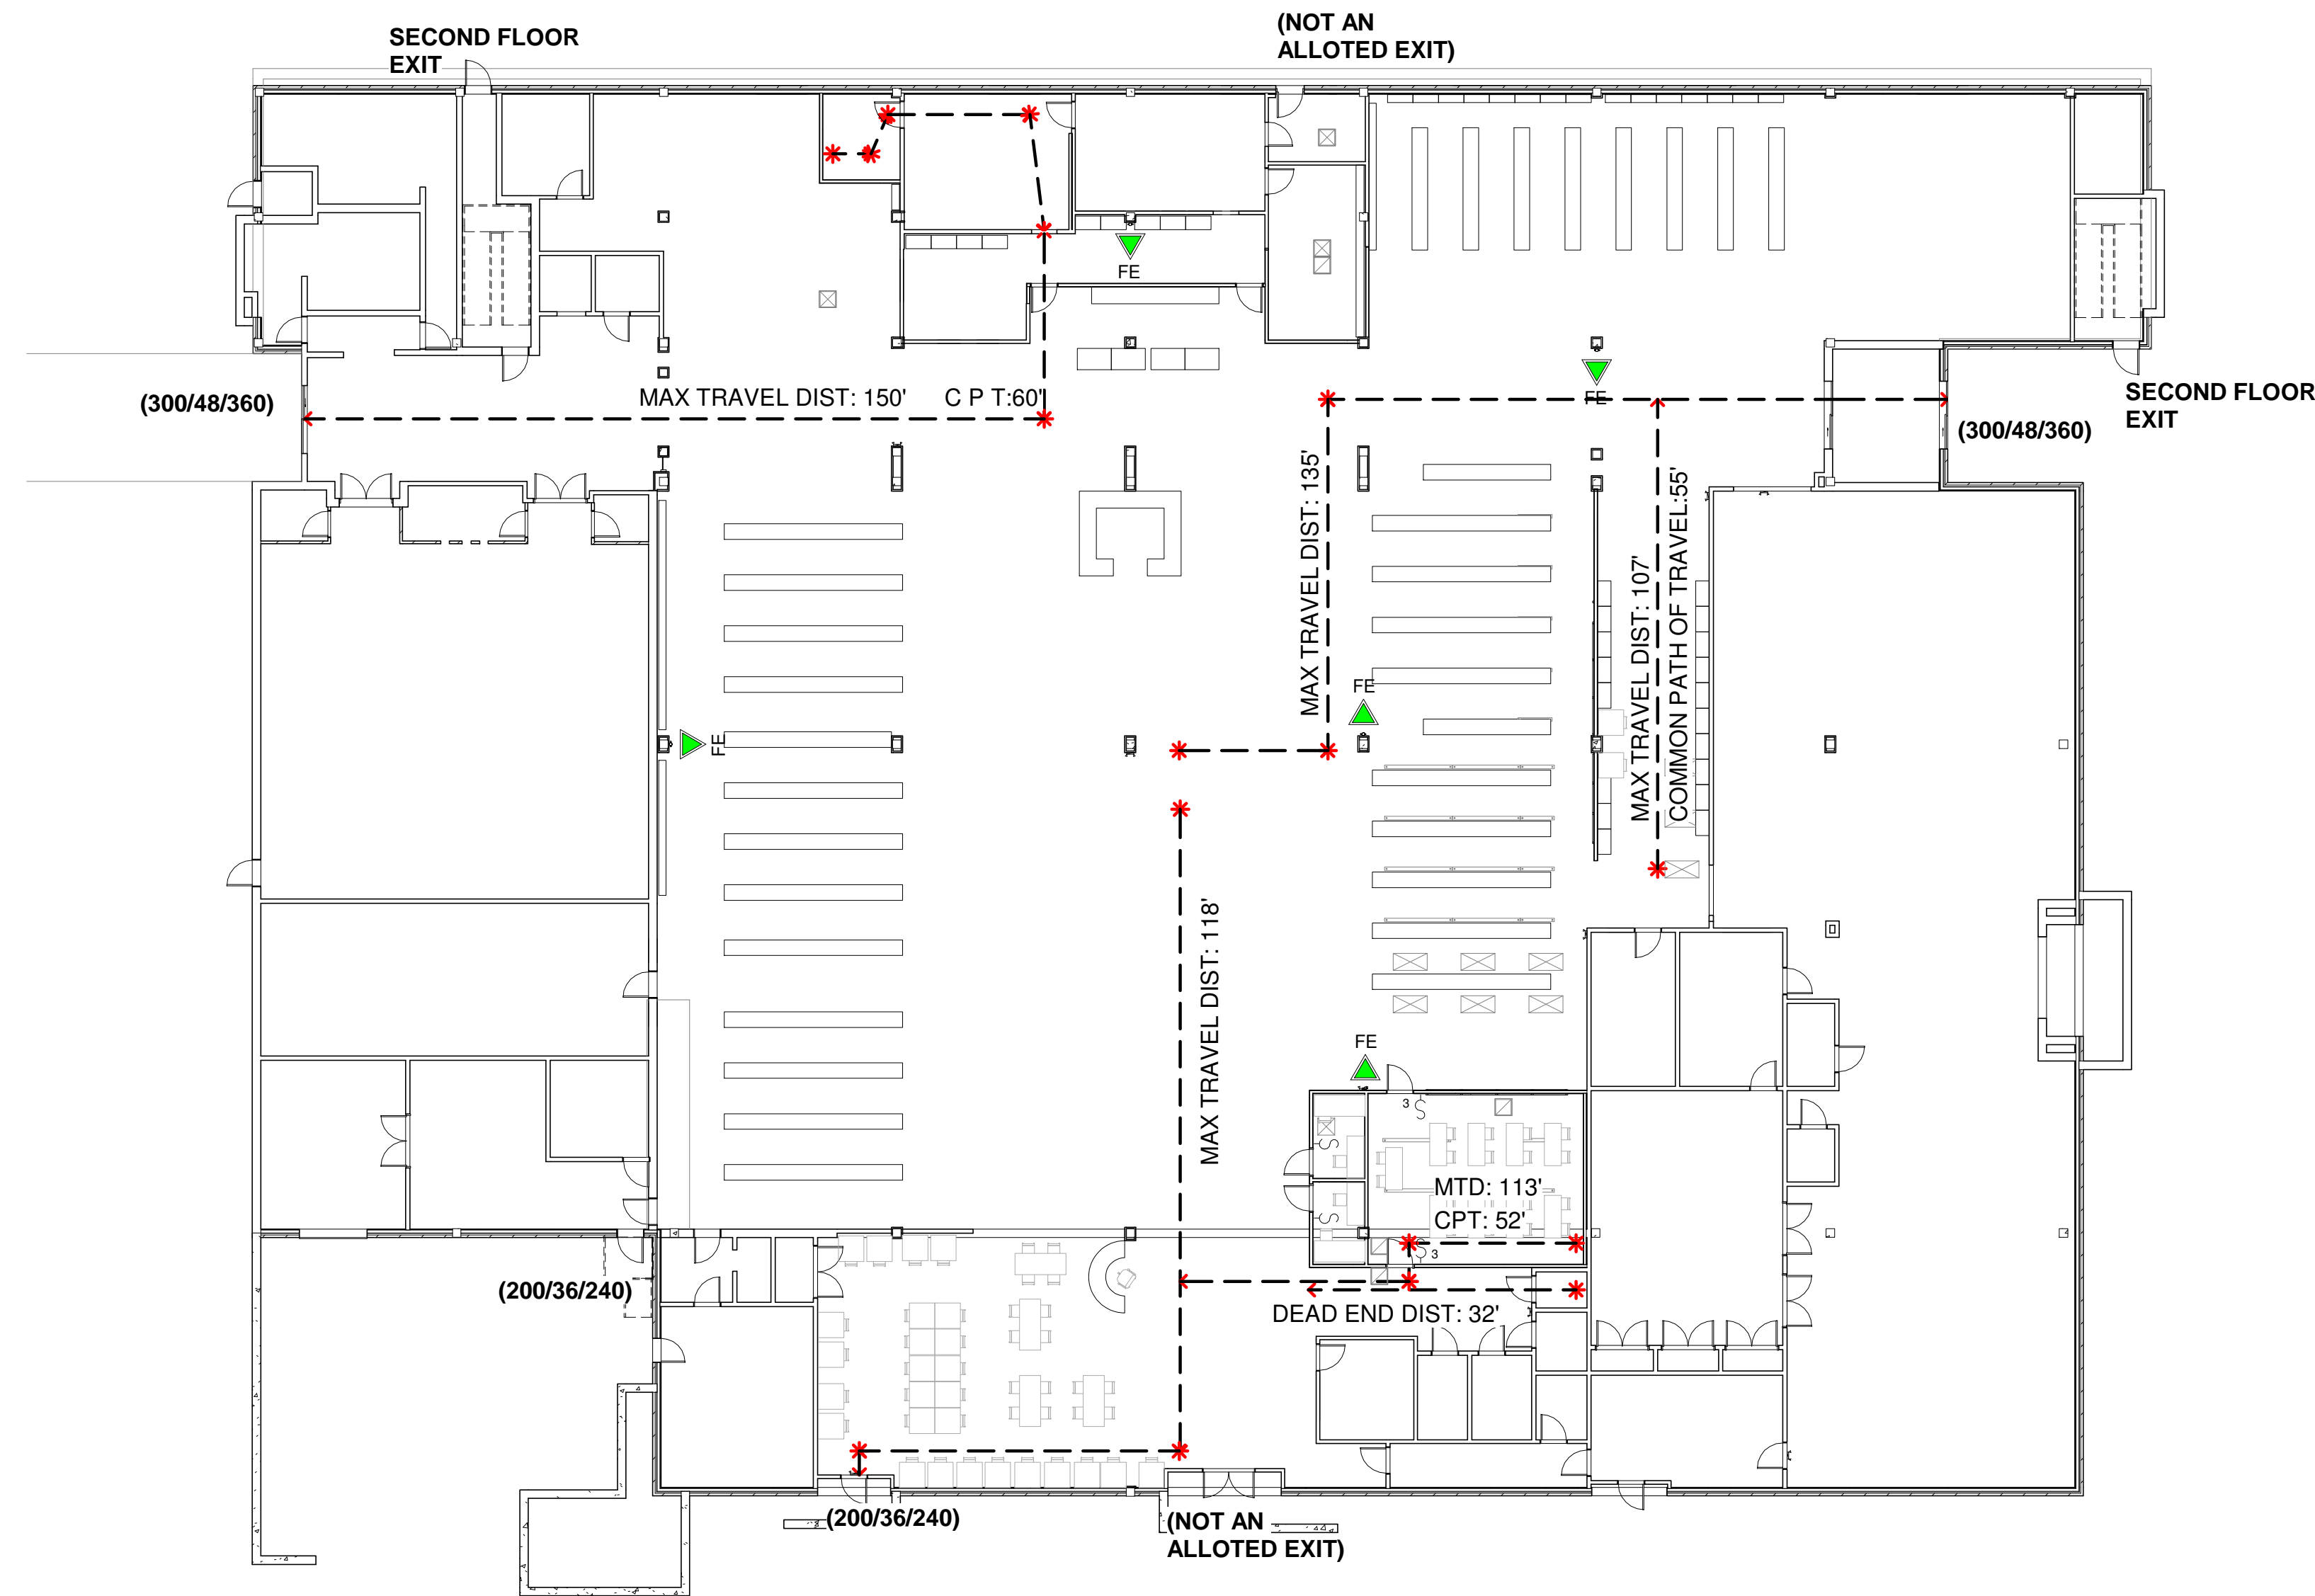 SECOND FLOOR
EXIT
(NOT AN
ALLOTED EXIT)
FE
(300/48/360)
MAX TRAVEL DIST: 150'
C P T:60'
FE
SECOND FLOOR
EXIT
(300/48/360)
MAX TRAVEL DIST: 135'
MAX TRAVEL DIST: 107'
COMMON PATH OF TRAVEL:55'
FE
FE
MAX TRAVEL DIST: 118'
FE
3 S
S
MTD: 113'
CPT: 52'
S
S 3
(200/36/240)
DEAD END DIST: 32'
(200/36/240)
(NOT AN
ALLOTED EXIT)